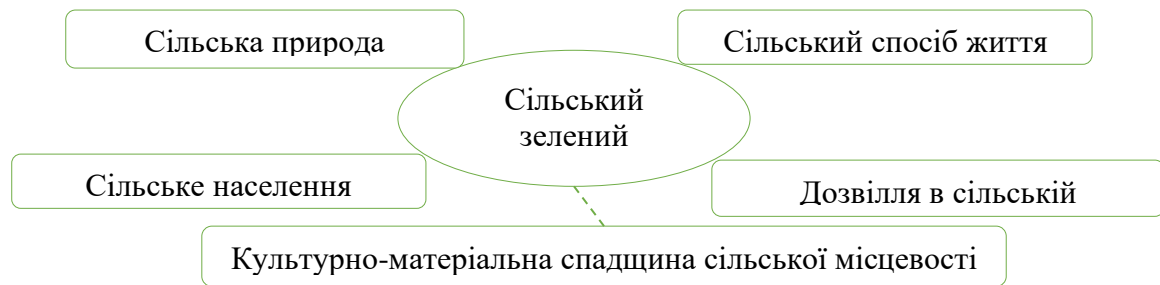 Сільська природа
Сільський спосіб життя
Сільський
зелений
Сільське населення
Дозвілля в сільській
Культурно-матеріальна спадщина сільської місцевості